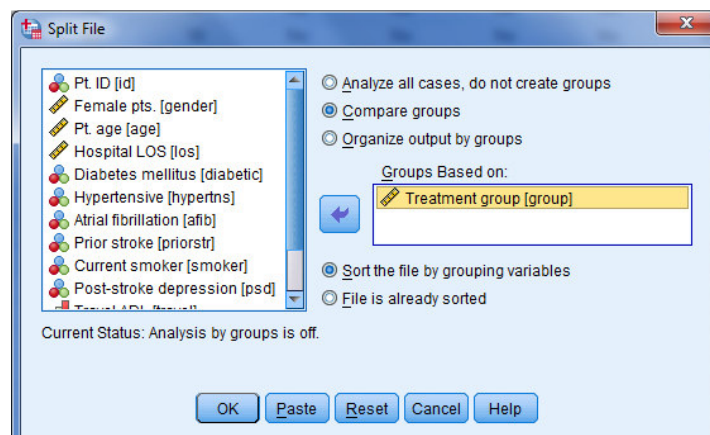 Split File
Pt. ID [id]
Female pts. [gender]
Pt. age [age]
Hospital LOS [los]
Diabetes mellitus [diabetic]
Hypertensive [hypertns]
Atrial fibrillation [afib]
Prior stroke [priorstr]
Current smoker [smoker]
Post-stroke depression [psd]
Analyze all cases, do not create groups
Compare groups
Organize output by groups
Groups Based on:
Treatment group [group]
Sort the file by grouping variables
File is already sorted
Current Status: Analysis by groups is off.
OK
Paste
Reset
Cancel
Help